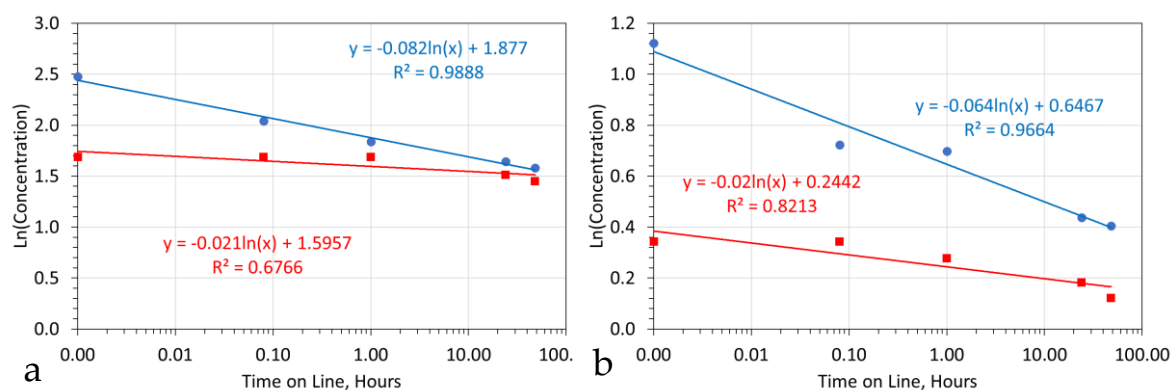 3.0
2.5
2.0
1.5
1.0
0.5
0.0
Ln(Concentration)
y = -0.082ln(x) + 1.877
R² = 0.9888
y = -0.021ln(x) + 1.5957
R² = 0.6766
0.00 0.01 0.10 1.00 10.00 100.
Time on Line, Hours
a
1.2
1.0
0.8
0.6
0.4
0.2
0.0
Ln(Concentration)
y = -0.064ln(x) + 0.6467
R² = 0.9664
y = -0.02ln(x) + 0.2442
R² = 0.8213
0.00 0.01 0.10 1.00 10.00 100.00
Time on Line, Hours
b